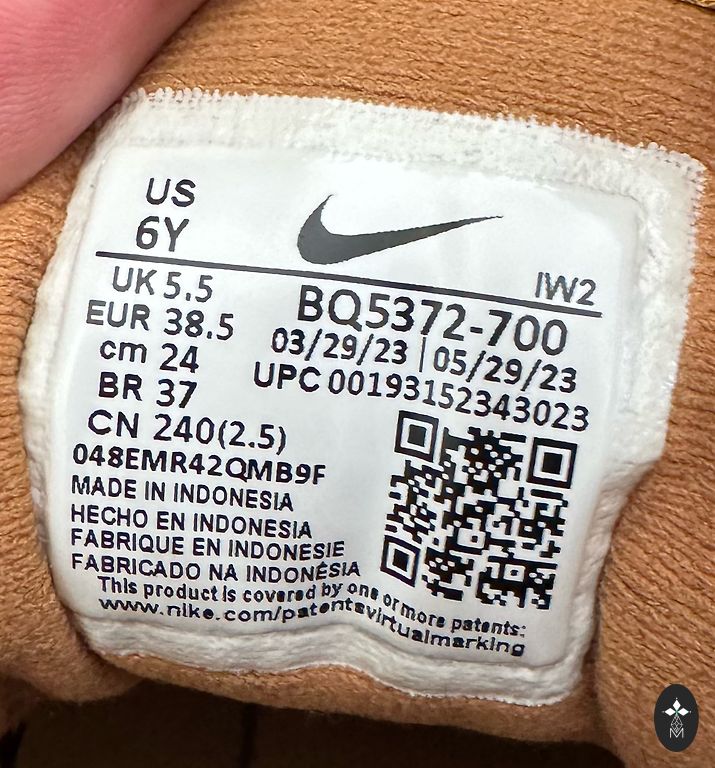 US
6Y
IW2
UK 5.5
EUR 38.5
cm 24
BR 37
CN 240(2.5)
BQ5372-700
03/29/23 | 05/29/23
UPC 00193152343023
048EMR42QMB9F
MADE IN INDONESIA
HECHO EN INDONESIA
FABRIQUE EN INDONESIE
FABRICADO NA INDONÉSIA
This product is covered by one or more patents:
www.nike.com/patentsvirtualmarking
M